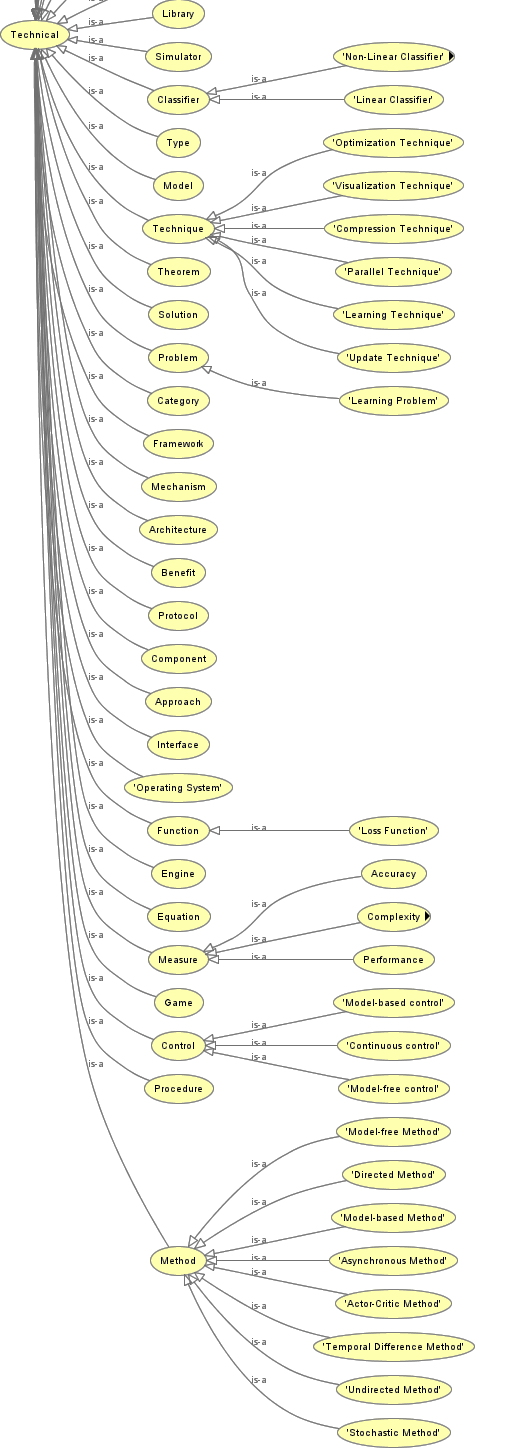 is-a
Library
Technical
is-a
Simulator
is-a
'Non-Linear Classifier'
is-a
is-a
Classifier
is-a
'Linear Classifier'
is-a
Type
'Optimization Technique'
is-a
is-a
Model
'Visualization Technique'
is-a
is-a
Technique
is-a
'Compression Technique'
is-a
is-a
Theorem
is-a
'Parallel Technique'
is-a
Solution
is-a
'Learning Technique'
is-a
Problem
'Update Technique'
is-a
is-a
Category
'Learning Problem'
is-a
Framework
is-a
Mechanism
is-a
Architecture
is-a
Benefit
is-a
Protocol
is-a
Component
is-a
Approach
is-a
Interface
is-a
'Operating System'
is-a
Function
is-a
'Loss Function'
is-a
Engine
Accuracy
is-a
is-a
Equation
Complexity
is-a
is-a
Measure
is-a
Performance
is-a
Game
'Model-based control'
is-a
is-a
Control
is-a
'Continuous control'
is-a
is-a
Procedure
'Model-free control'
is-a
'Model-free Method'
is-a
'Directed Method'
is-a
'Model-based Method'
is-a
Method
is-a
'Asynchronous Method'
is-a
'Actor-Critic Method'
is-a
'Temporal Difference Method'
is-a
'Undirected Method'
is-a
'Stochastic Method'